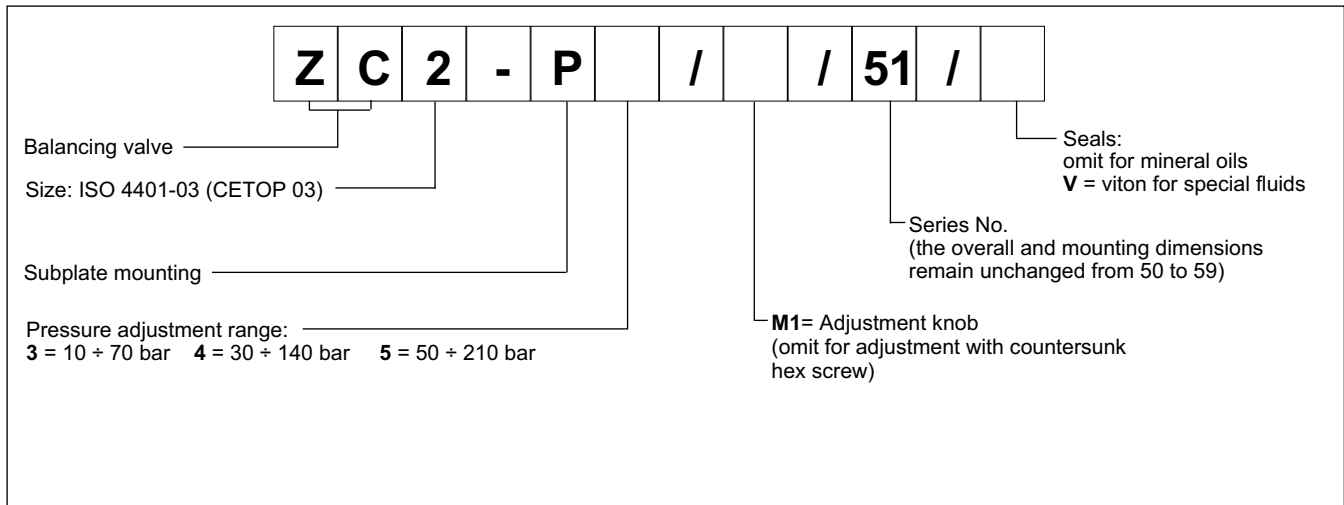 Z C 2 - P / / 51 /
Balancing valve
Size: ISO 4401-03 (CETOP 03)
Subplate mounting
Pressure adjustment range:
3 = 10 ÷ 70 bar 4 = 30 ÷ 140 bar 5 = 50 ÷ 210 bar
M1= Adjustment knob
(omit for adjustment with countersunk
hex screw)
Series No.
(the overall and mounting dimensions
remain unchanged from 50 to 59)
Seals:
omit for mineral oils
V = viton for special fluids